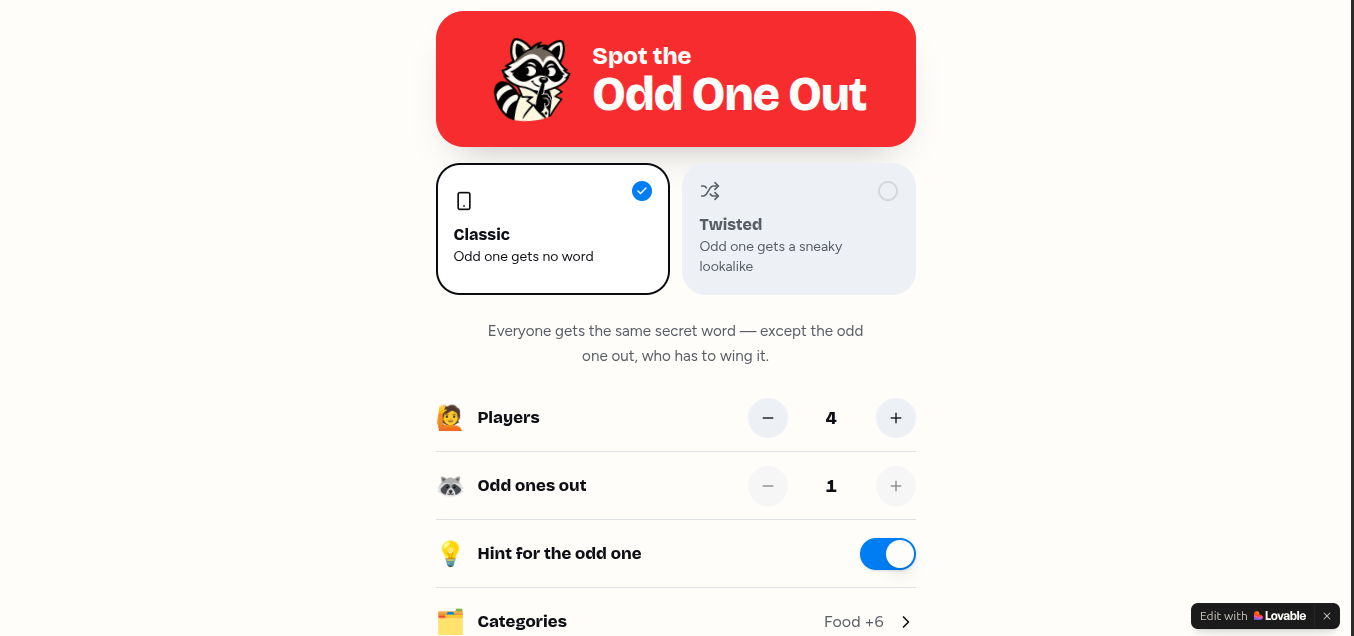 Spot the
Odd One Out
Classic
Odd one gets no word
Twisted
Odd one gets a sneaky
lookalike
Everyone gets the same secret word — except the odd
one out, who has to wing it.
Players
4
Odd ones out
1
Hint for the odd one
Categories
Food +6
Edit with Lovable